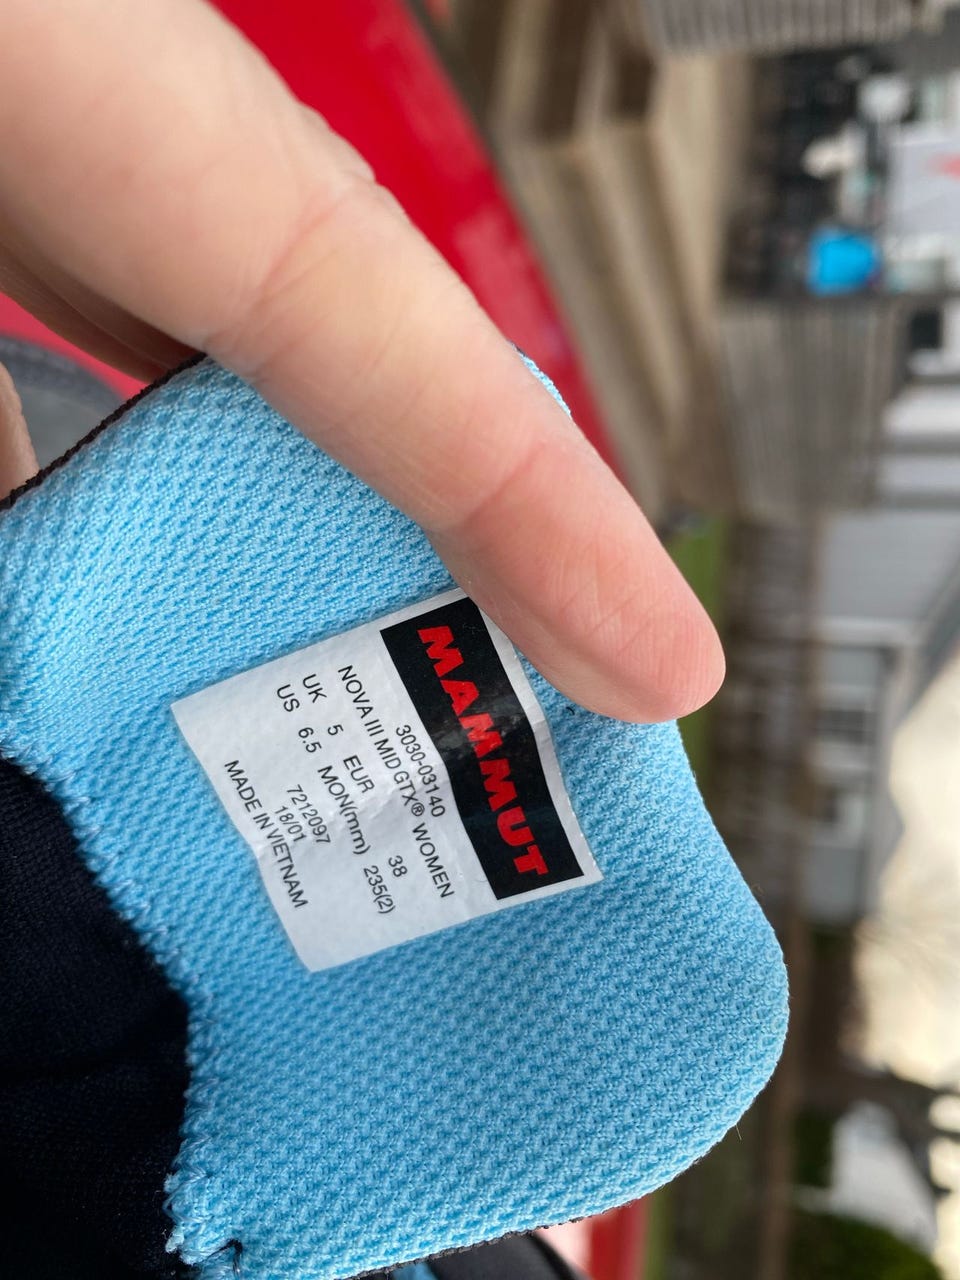 MAMMUT
3030-03140
NOVA III MID GTX® WOMEN
UK 5 EUR 38
US 6.5 MON(mm) 235(2)
7212097
18/01
MADE IN VIETNAM